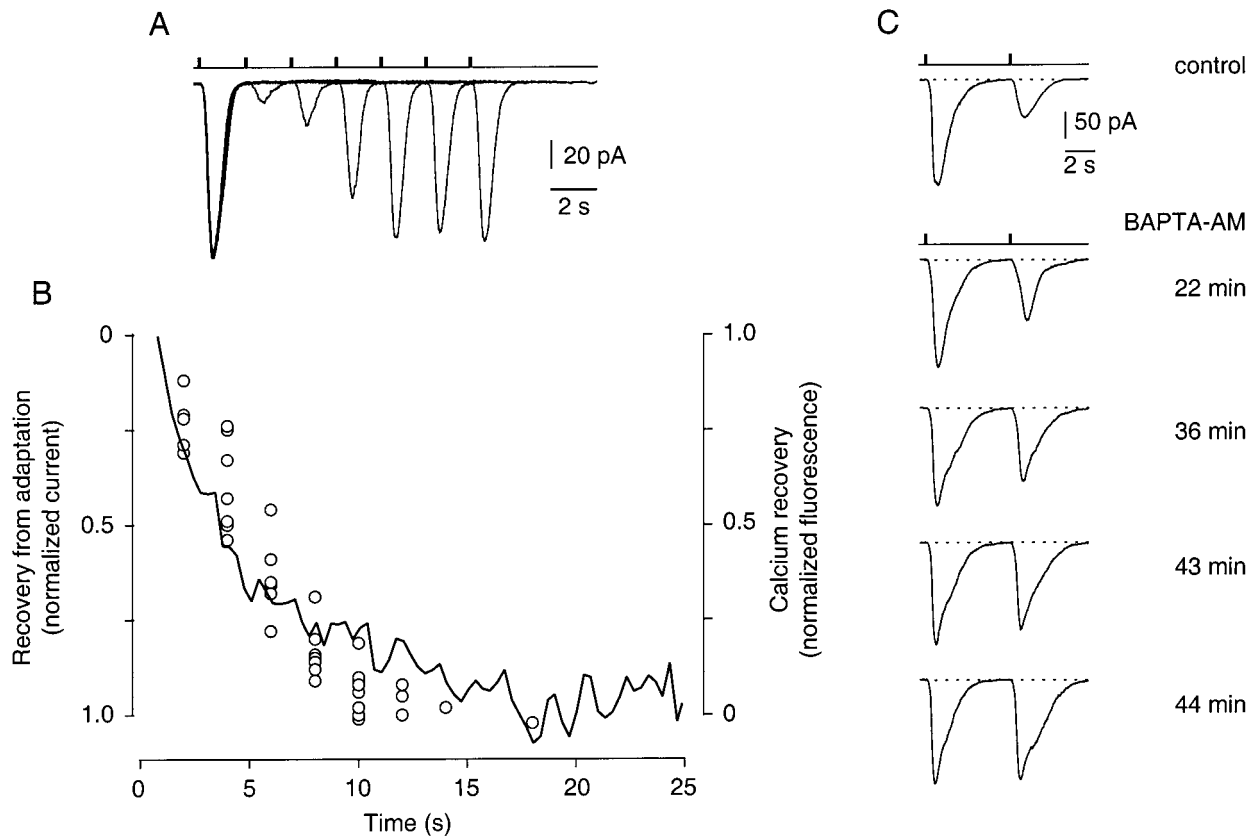 A
20 pA
2 s
B
Recovery from adaptation
(normalized current)
0
0.5
1.0
1.0
0.5
0
Calcium recovery
(normalized fluorescence)
0
5
10
15
20
25
Time (s)
C
control
50 pA
2 s
BAPTA-AM
22 min
36 min
43 min
44 min